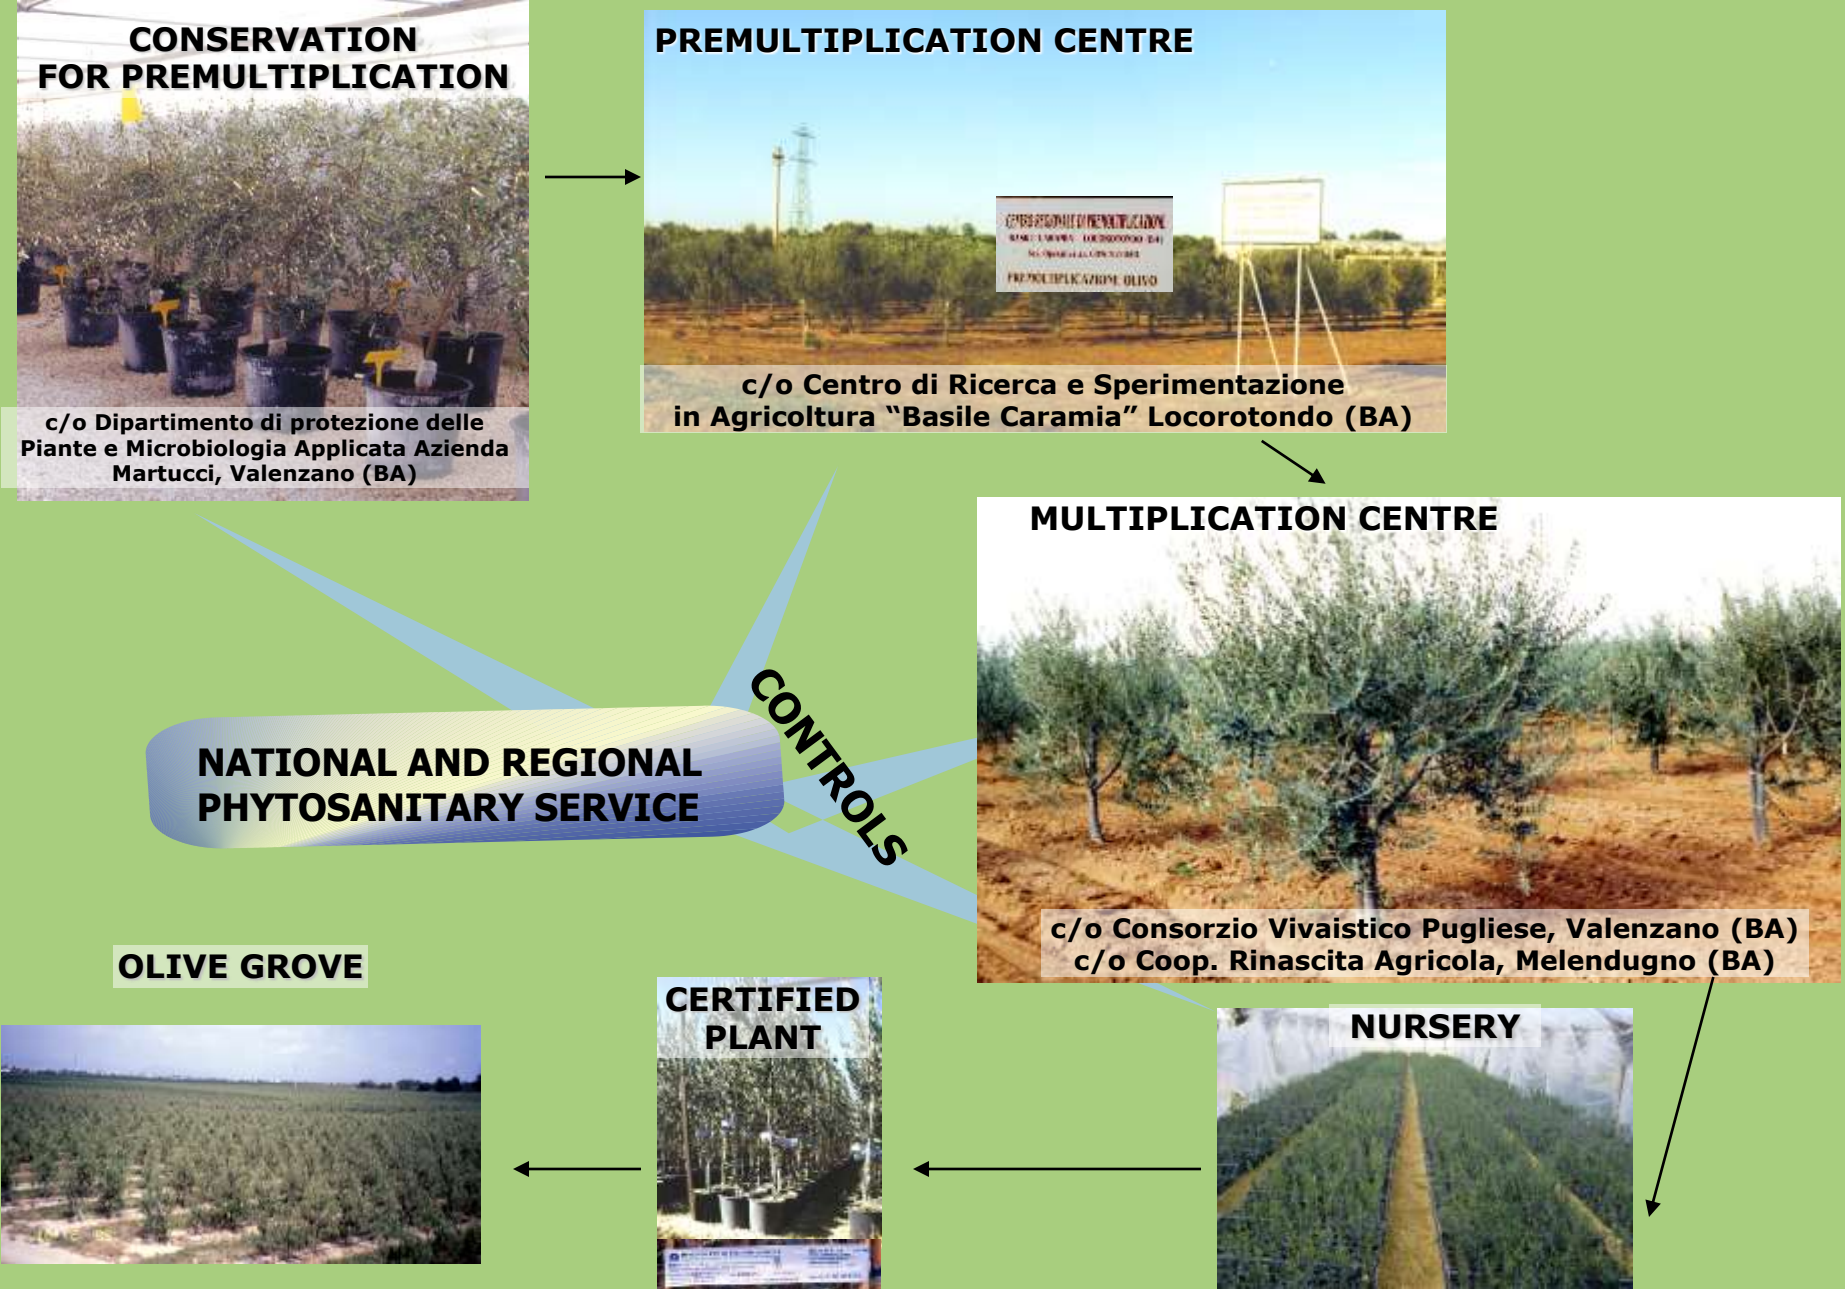 CONSERVATION
FOR PREMULTIPLICATION
c/o Dipartimento di protezione delle
Piante e Microbiologia Applicata Azienda
Martucci, Valenzano (BA)
PREMULTIPLICATION CENTRE
PREMOLTIPLICAZIONE OLIVO
c/o Centro di Ricerca e Sperimentazione
in Agricoltura “Basile Caramia” Locorotondo (BA)
MULTIPLICATION CENTRE
c/o Consorzio Vivaistico Pugliese, Valenzano (BA)
c/o Coop. Rinascita Agricola, Melendugno (BA)
CONTROLS
NATIONAL AND REGIONAL
PHYTOSANITARY SERVICE
OLIVE GROVE
CERTIFIED
PLANT
NURSERY